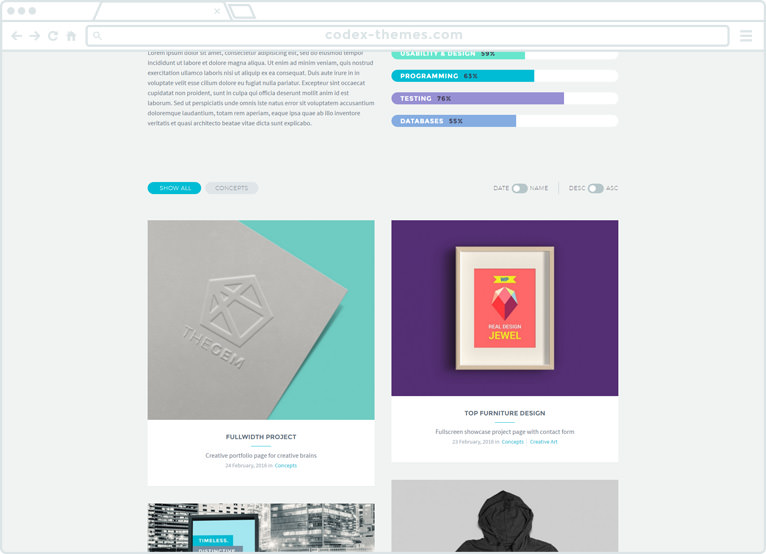 codex-themes.com
Lorem ipsum dolor sit amet, consectetur adipisicing elit, sed do eiusmod tempor
incididunt ut labore et dolore magna aliqua. Ut enim ad minim veniam, quis nostrud
exercitation ullamco laboris nisi ut aliquip ex ea consequat. Duis aute irure in in
voluptate velit esse cillum dolore eu fugiat nulla pariatur. Excepteur sint occaecat
cupidatat non proident, sunt in culpa qui officia deserunt mollit anim id est
laborum. Sed ut perspiciatis unde omnis iste natus error sit voluptatem accusantium
doloremque laudantium, totam rem aperiam, eaque ipsa quae ab illo inventore
veritatis et quasi architecto beatae vitae dicta sunt explicabo.
USABILITY & DESIGN 59%
PROGRAMMING 63%
TESTING 76%
DATABASES 55%
SHOW ALL
CONCEPTS
DATE NAME
DESC ASC
THEGEM
FULLWIDTH PROJECT
Creative portfolio page for creative brains
24 February, 2016 in Concepts
WP
REAL DESIGN
JEWEL
TOP FURNITURE DESIGN
Fullscreen showcase project page with contact form
23 February, 2016 in Concepts | Creative Art
TIMELESS.
DISTINCTIVE